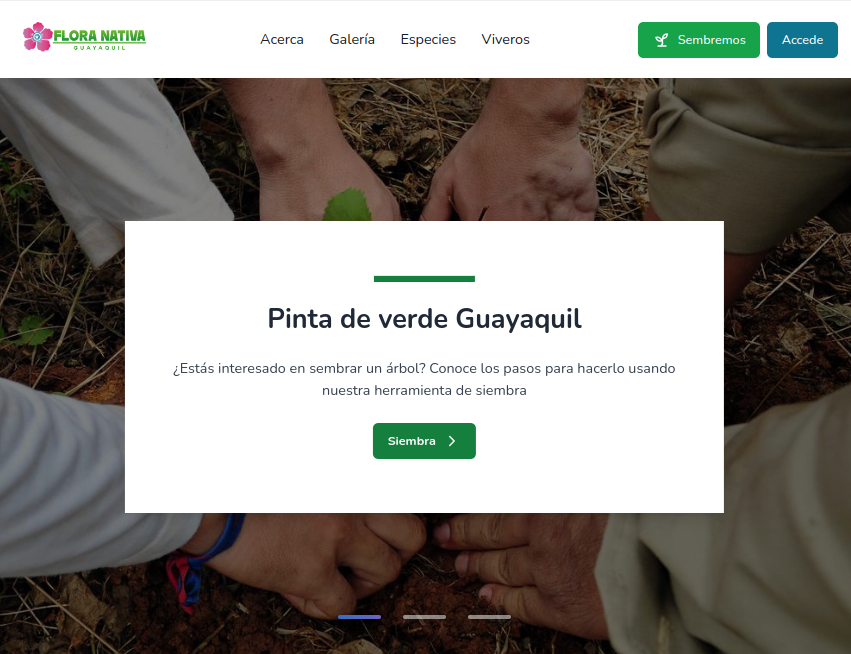 FLORA NATIVA
GUAYAQUIL
Acerca
Galería
Especies
Viveros
Sembremos
Accede
Pinta de verde Guayaquil
¿Estás interesado en sembrar un árbol? Conoce los pasos para hacerlo usando
nuestra herramienta de siembra
Siembra